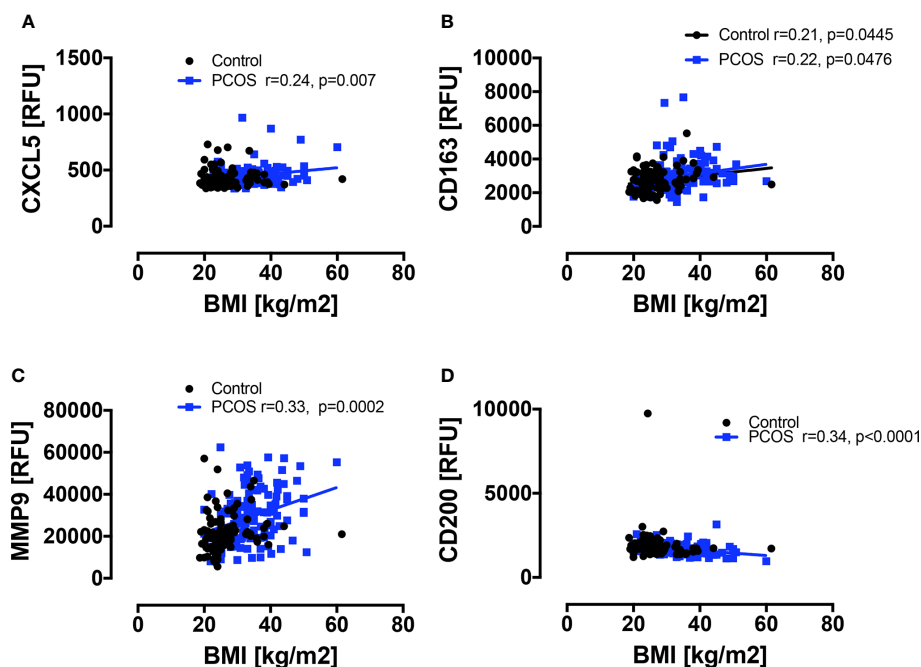 A
Control
PCOS r=0.24, p=0.007
CXCL5 [RFU]
1500
1000
500
0
0 20 40 60 80
BMI [kg/m2]
B
Control r=0.21, p=0.0445
PCOS r=0.22, p=0.0476
CD163 [RFU]
10000
8000
6000
4000
2000
0
0 20 40 60 80
BMI [kg/m2]
C
Control
PCOS r=0.33, p=0.0002
MMP9 [RFU]
80000
60000
40000
20000
0
0 20 40 60 80
BMI [kg/m2]
D
Control
PCOS r=0.34, p<0.0001
CD200 [RFU]
10000
5000
0
0 20 40 60 80
BMI [kg/m2]